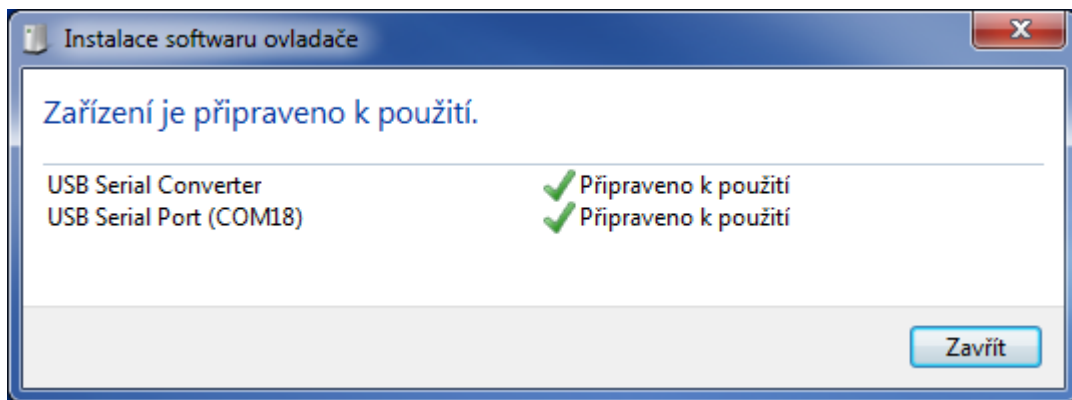 Instalace softwaru ovladače
Zařízení je připraveno k použití.
USB Serial Converter Připraveno k použití
USB Serial Port (COM18) Připraveno k použití
Zavřít